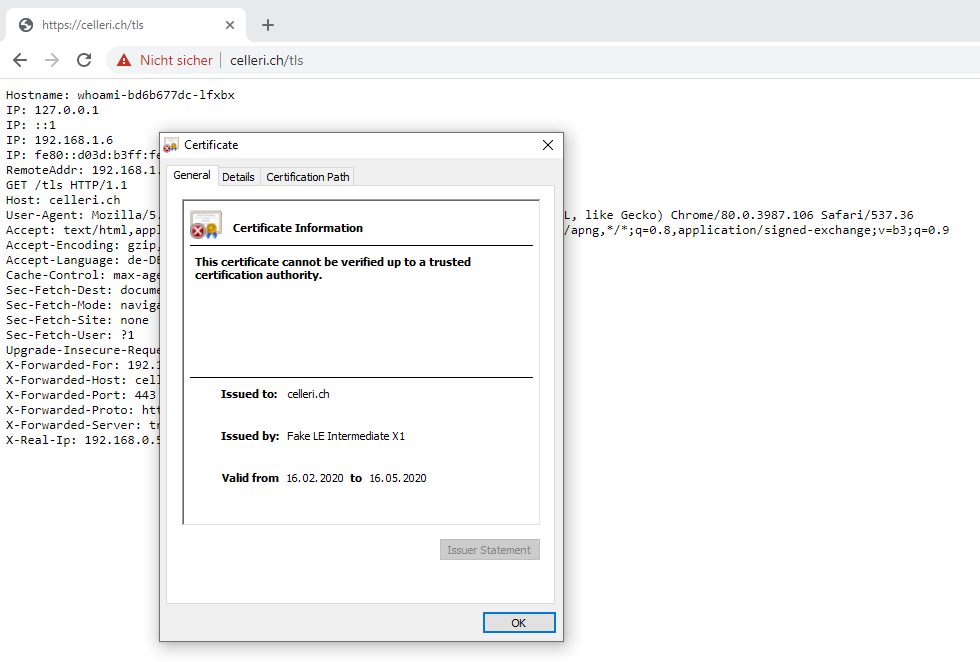 https://celleri.ch/tls
Nicht sicher
celleri.ch/tls
Hostname: whoami-bd6b677dc-lfxbx
IP: 127.0.0.1
IP: ::1
IP: 192.168.1.6
IP: fe80::d03d:b3ff:fe
RemoteAddr: 192.168.1.
GET /tls HTTP/1.1
Host: celleri.ch
User-Agent: Mozilla/5. L, like Gecko) Chrome/80.0.3987.106 Safari/537.36
Accept: text/html,appl /apng,*/*;q=0.8,application/signed-exchange;v=b3;q=0.9
Accept-Encoding: gzip,
Accept-Language: de-DE
Cache-Control: max-age
Sec-Fetch-Dest: docume
Sec-Fetch-Mode: naviga
Sec-Fetch-Site: none
Sec-Fetch-User: ?1
Upgrade-Insecure-Reque
X-Forwarded-For: 192.1
X-Forwarded-Host: cell
X-Forwarded-Port: 443
X-Forwarded-Proto: htt
X-Forwarded-Server: tr
X-Real-Ip: 192.168.0.5
Certificate
General
Details
Certification Path
Certificate Information
This certificate cannot be verified up to a trusted
certification authority.
Issued to: celleri.ch
Issued by: Fake LE Intermediate X1
Valid from 16.02.2020 to 16.05.2020
Issuer Statement
OK